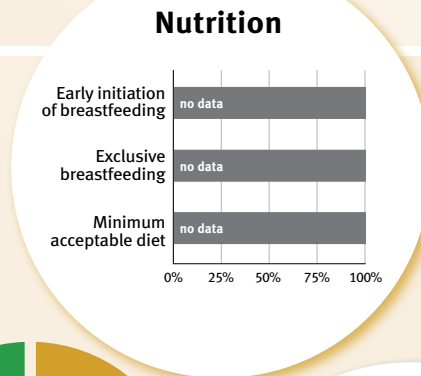 Nutrition
Early initiation
of breastfeeding
no data
Exclusive
breastfeeding
no data
Minimum
acceptable diet
no data
0% 25% 50% 75% 100%